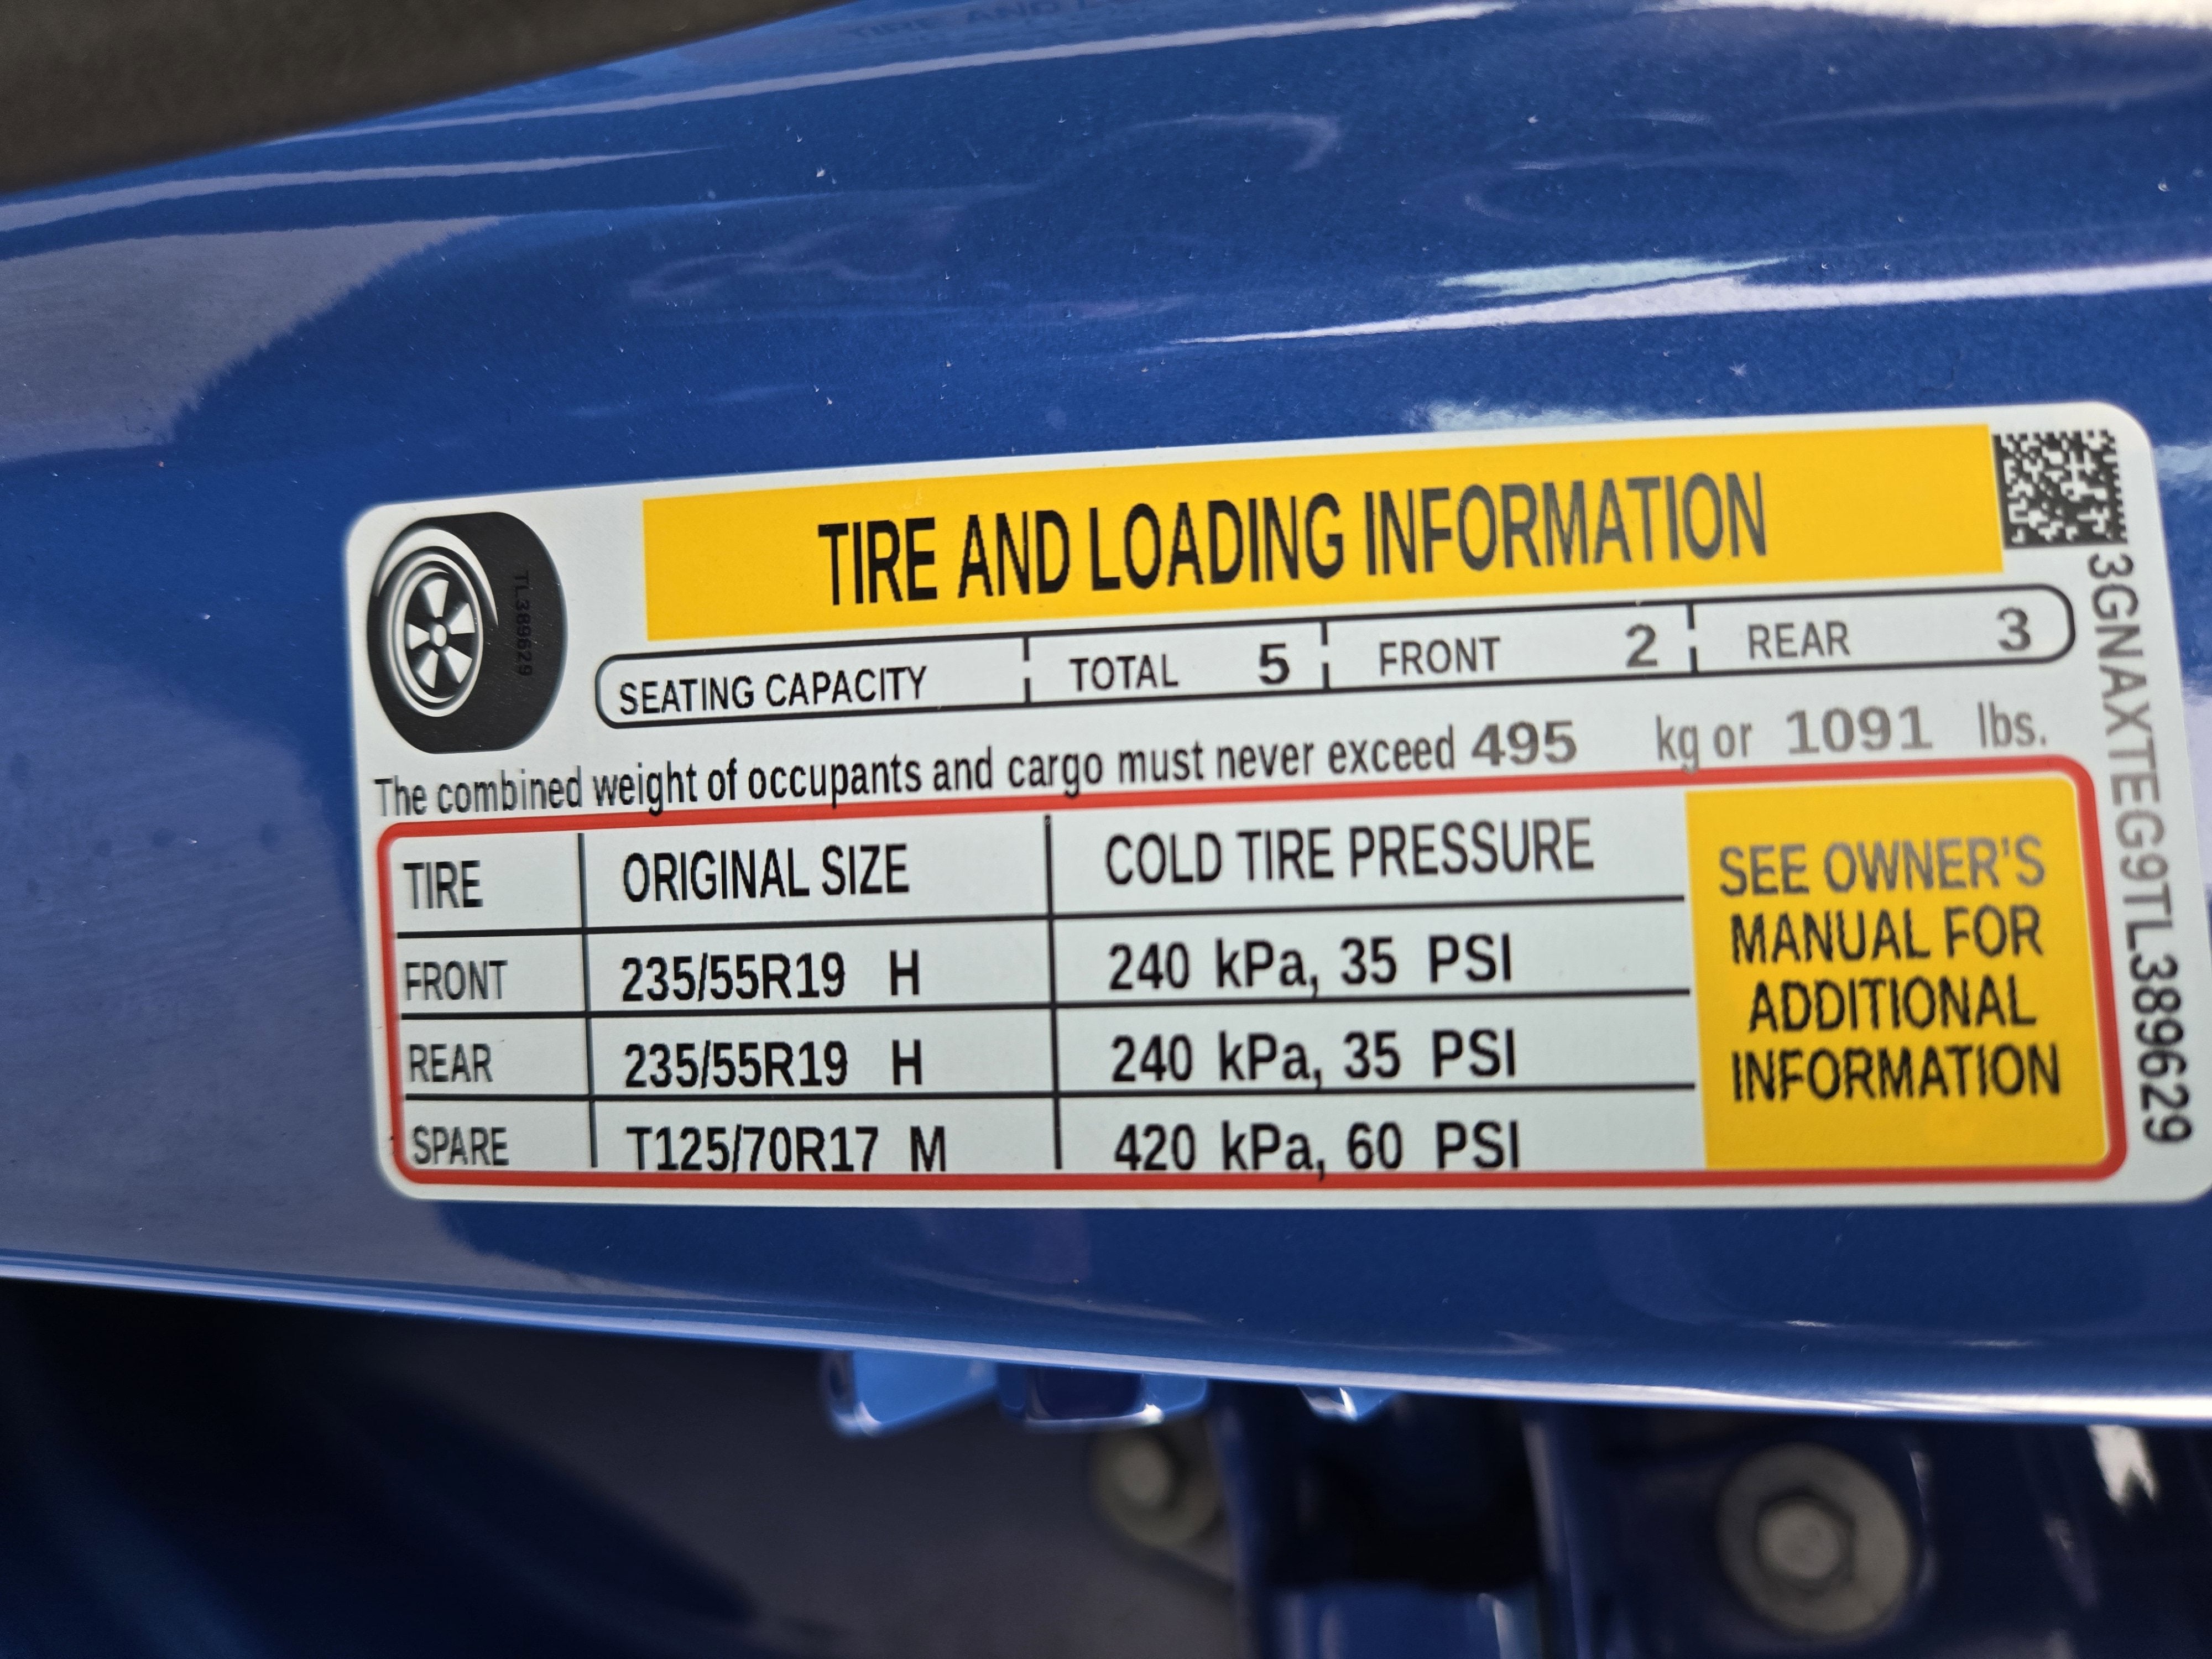 TIRE AND LOADING INFORMATION
TL389629
SEATING CAPACITY TOTAL 5 FRONT 2 REAR 3
The combined weight of occupants and cargo must never exceed 495 kg or 1091 lbs.
TIRE ORIGINAL SIZE COLD TIRE PRESSURE
FRONT 235/55R19 H 240 kPa, 35 PSI
REAR 235/55R19 H 240 kPa, 35 PSI
SPARE T125/70R17 M 420 kPa, 60 PSI
SEE OWNER'S
MANUAL FOR
ADDITIONAL
INFORMATION
3GNAXTEG9TL389629